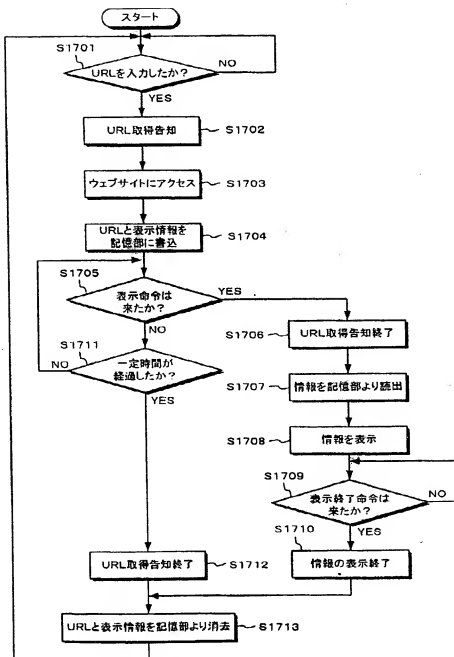 スタート
S1701
URLを入力したか?
NO
YES
URL取得告知
S1702
ウェブサイトにアクセス
S1703
URLと表示情報を
記憶部に書込
S1704
S1705
表示命令は
来たか?
YES
NO
S1706
URL取得告知終了
S1711
一定時間が
経過したか?
NO
YES
S1707
情報を記憶部より読出
S1708
情報を表示
S1709
表示終了命令は
来たか?
NO
YES
S1710
情報の表示終了
URL取得告知終了
S1712
URLと表示情報を記憶部より消去
S1713